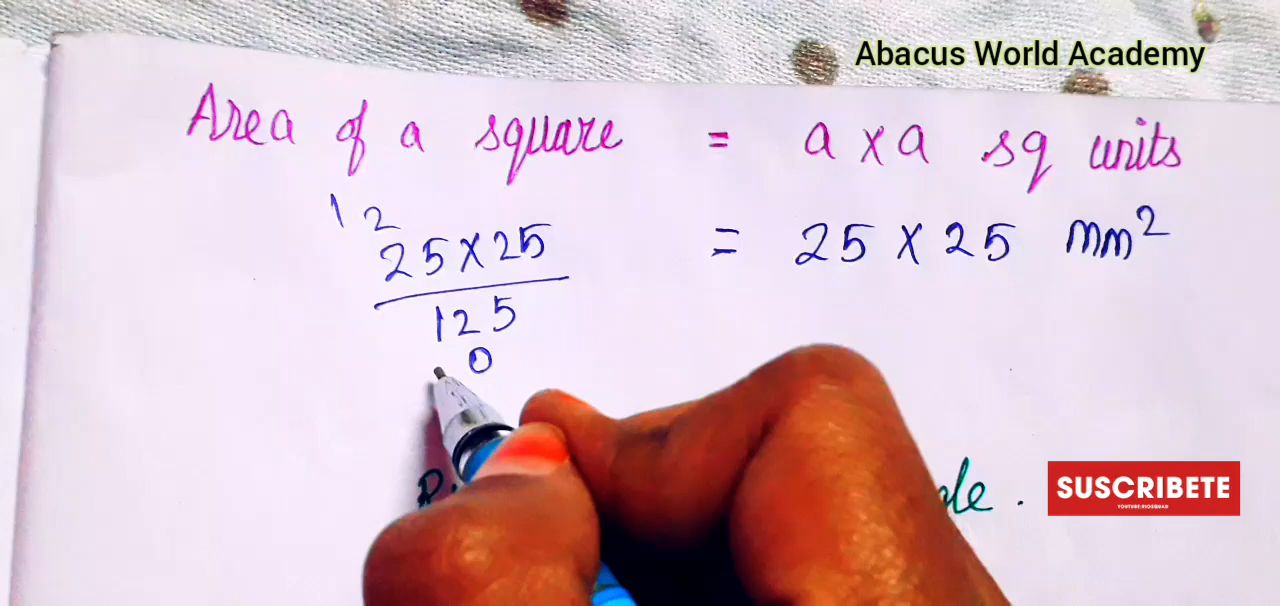 Abacus World Academy
Area of a square = a x a sq units
1 2
25 x 25 = 25 x 25 mm²
125
0
SUSCRIBETE